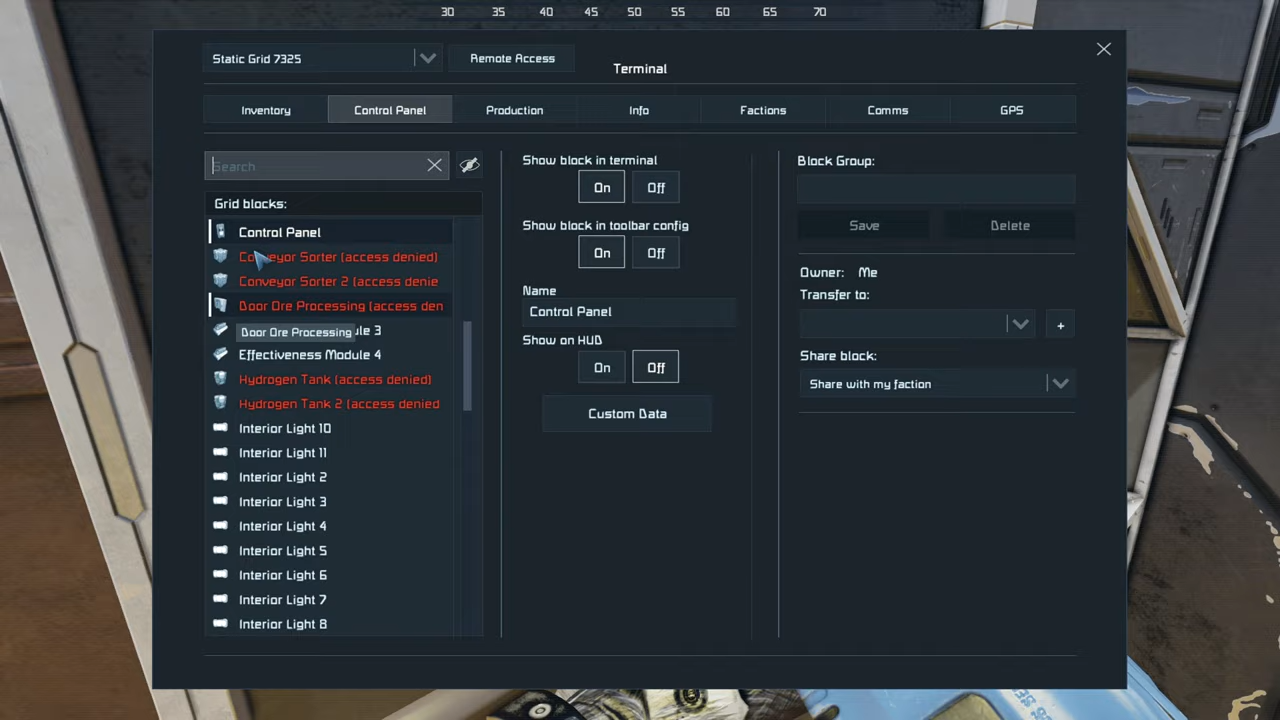 30 35 40 45 50 55 60 65 70
Static Grid 7325
Remote Access
Terminal
Inventory
Control Panel
Production
Info
Factions
Comms
GPS
Search
Grid blocks:
Control Panel
Conveyor Sorter (access denied)
Conveyor Sorter 2 (access denie
Door Ore Processing (access den
Door Ore Processing
Effectiveness Module 4
Hydrogen Tank (access denied)
Hydrogen Tank 2 (access denied
Interior Light 10
Interior Light 11
Interior Light 2
Interior Light 3
Interior Light 4
Interior Light 5
Interior Light 6
Interior Light 7
Interior Light 8
Show block in terminal
On Off
Show block in toolbar config
On Off
Name
Control Panel
Show on HUD
On Off
Custom Data
Block Group:
Save Delete
Owner: Me
Transfer to:
+
Share block:
Share with my faction